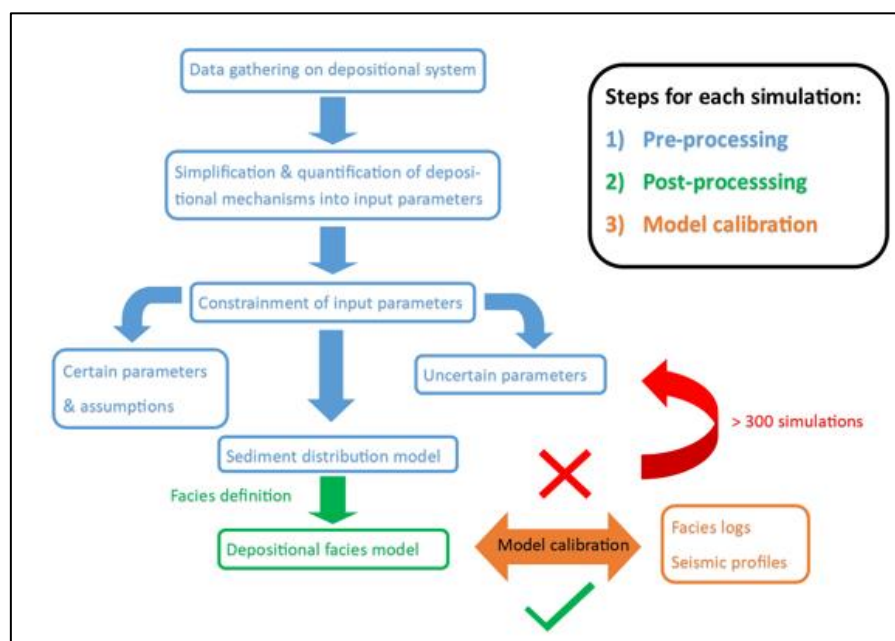 Data gathering on depositional system
Steps for each simulation:
1) Pre-processing
2) Post-processsing
3) Model calibration
Simplification & quantification of deposi-
tional mechanisms into input parameters
Constrainment of input parameters
Certain parameters
& assumptions
Uncertain parameters
> 300 simulations
Sediment distribution model
Facies definition
Depositional facies model
Model calibration
Facies logs
Seismic profiles